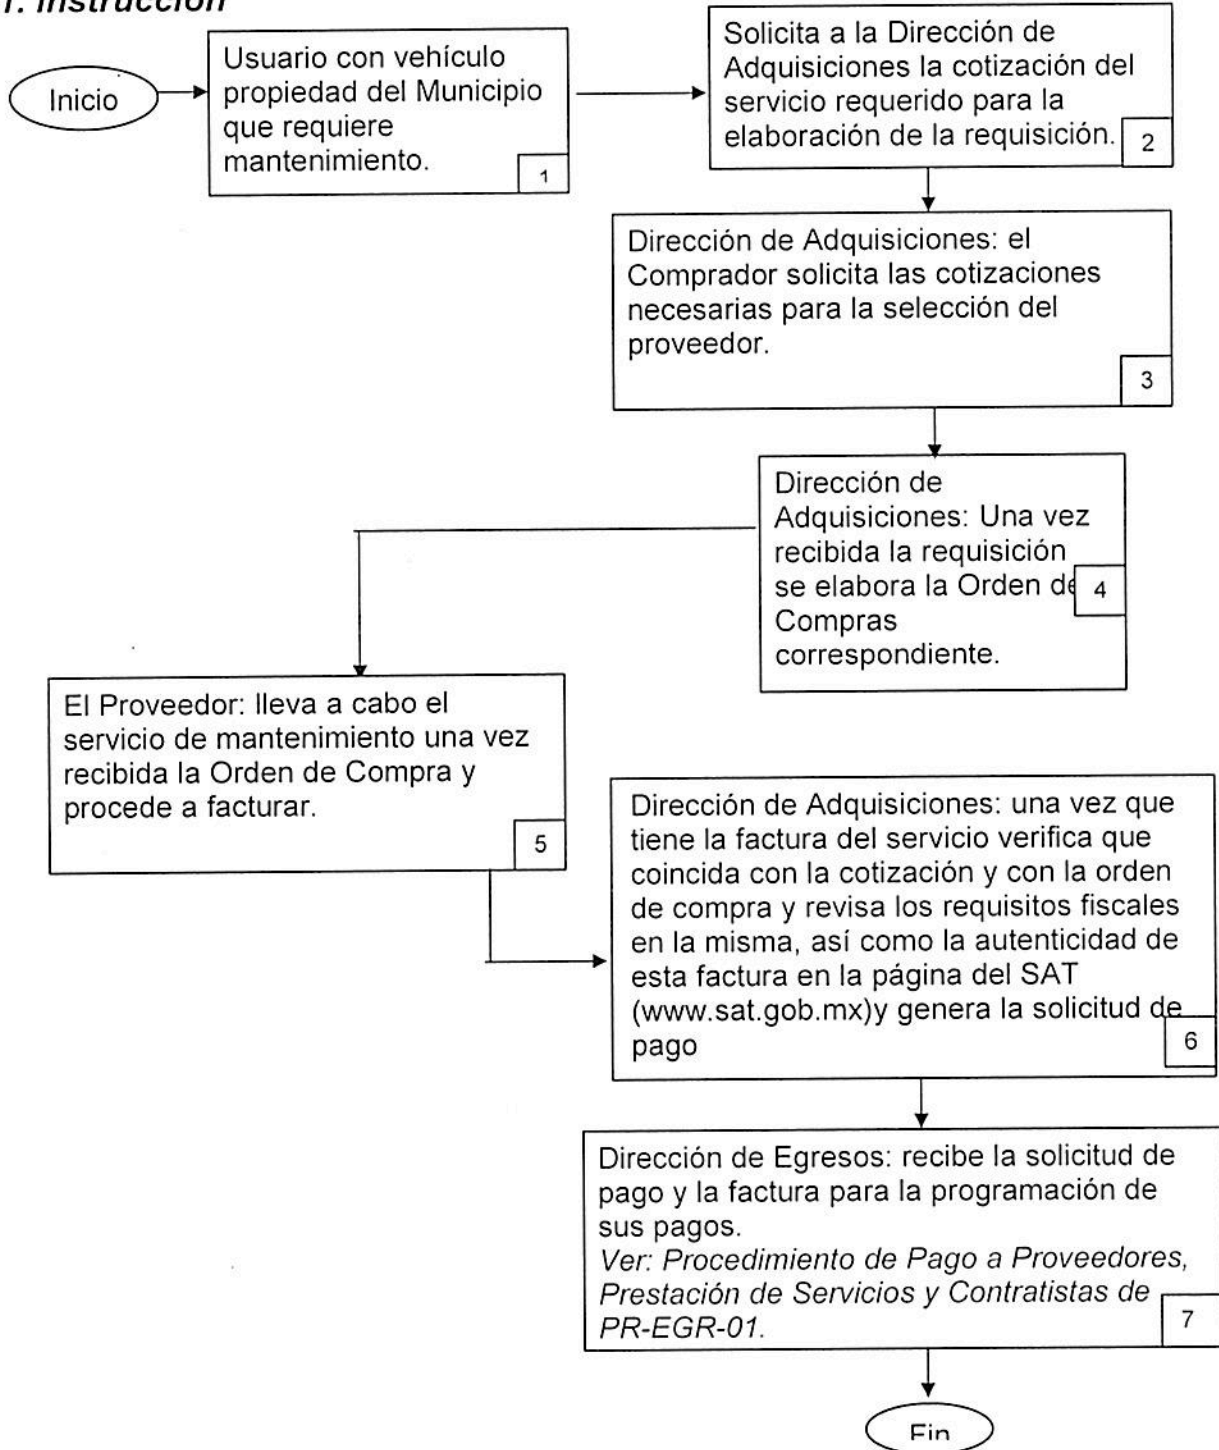 1. Instrucción
Inicio
Usuario con vehículo
propiedad del Municipio
que requiere
mantenimiento.
1
Solicita a la Dirección de
Adquisiciones la cotización del
servicio requerido para la
elaboración de la requisición.
2
Dirección de Adquisiciones: el
Comprador solicita las cotizaciones
necesarias para la selección del
proveedor.
3
Dirección de
Adquisiciones: Una vez
recibida la requisición
se elabora la Orden de
4
Compras
correspondiente.
El Proveedor: lleva a cabo el
servicio de mantenimiento una vez
recibida la Orden de Compra y
procede a facturar.
5
Dirección de Adquisiciones: una vez que
tiene la factura del servicio verifica que
coincida con la cotización y con la orden
de compra y revisa los requisitos fiscales
en la misma, así como la autenticidad de
esta factura en la página del SAT
(www.sat.gob.mx)y genera la solicitud de
pago
6
Dirección de Egresos: recibe la solicitud de
pago y la factura para la programación de
sus pagos.
Ver: Procedimiento de Pago a Proveedores,
Prestación de Servicios y Contratistas de
PR-EGR-01.
7
Fin